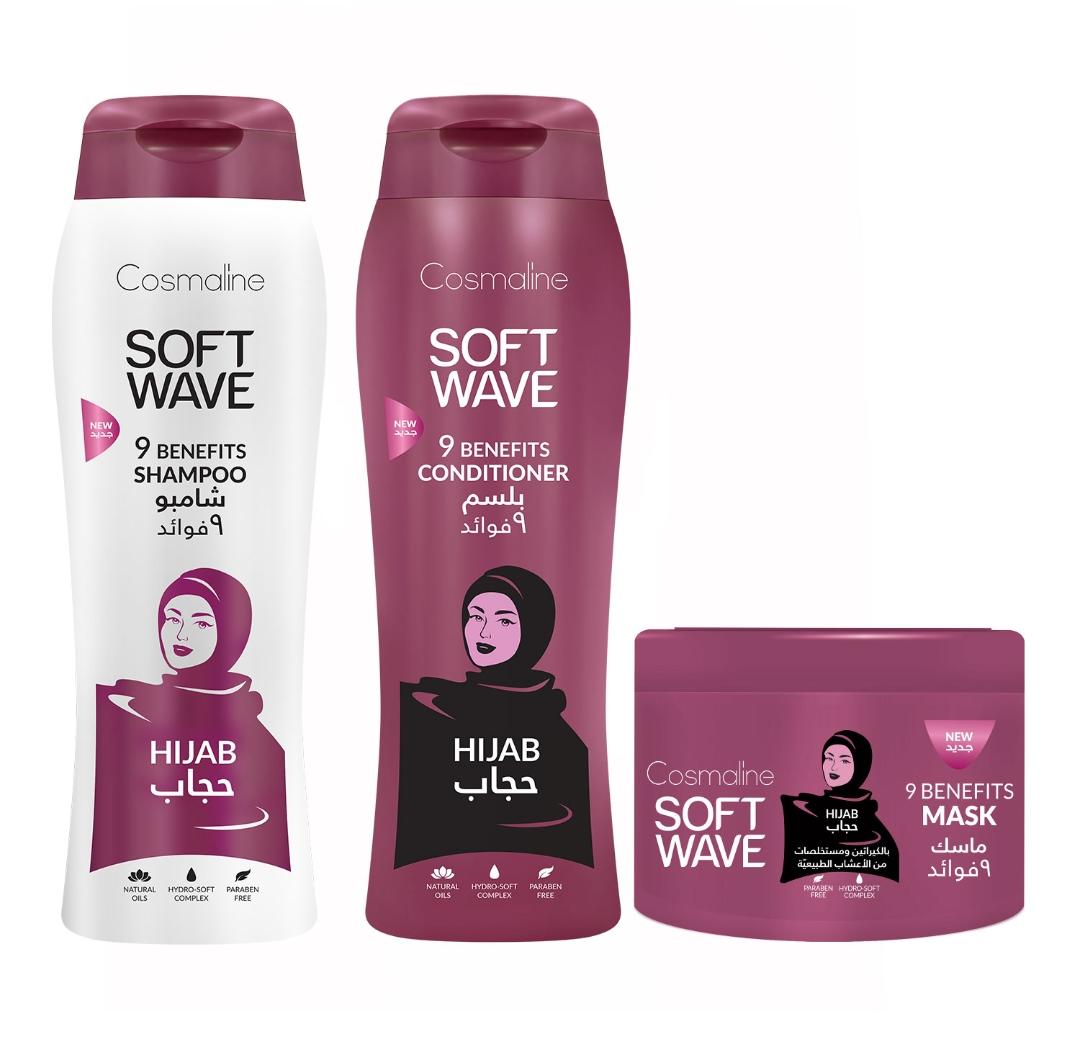 Cosmaline
SOFT
WAVE
NEW
جديد
9 BENEFITS
SHAMPOO
شامبو
٩ فوائد
HIJAB
حجاب
NATURAL
OILS
HYDRO-SOFT
COMPLEX
PARABEN
FREE
Cosmaline
SOFT
WAVE
NEW
جديد
9 BENEFITS
CONDITIONER
بلسم
٩ فوائد
HIJAB
حجاب
NATURAL
OILS
HYDRO-SOFT
COMPLEX
PARABEN
FREE
Cosmaline
SOFT
WAVE
HIJAB
حجاب
بالكيراتين ومستخلصات
من الأعشاب الطبيعيّة
PARABEN
FREE
HYDRO-SOFT
COMPLEX
NEW
جديد
9 BENEFITS
MASK
ماسك
٩ فوائد